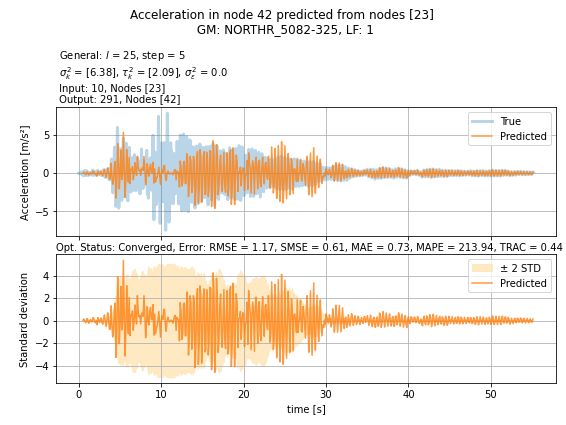 Acceleration in node 42 predicted from nodes [23]
GM: NORTHR_5082-325, LF: 1
General: l = 25, step = 5
σ²ₖ = [6.38], τ²ₖ = [2.09], σ²ₑ = 0.0
Input: 10, Nodes [23]
Output: 291, Nodes [42]
Acceleration [m/s²]
5
0
−5
True
Predicted
Opt. Status: Converged, Error: RMSE = 1.17, SMSE = 0.61, MAE = 0.73, MAPE = 213.94, TRAC = 0.44
Standard deviation
4
2
0
−2
−4
± 2 STD
Predicted
0 10 20 30 40 50
time [s]